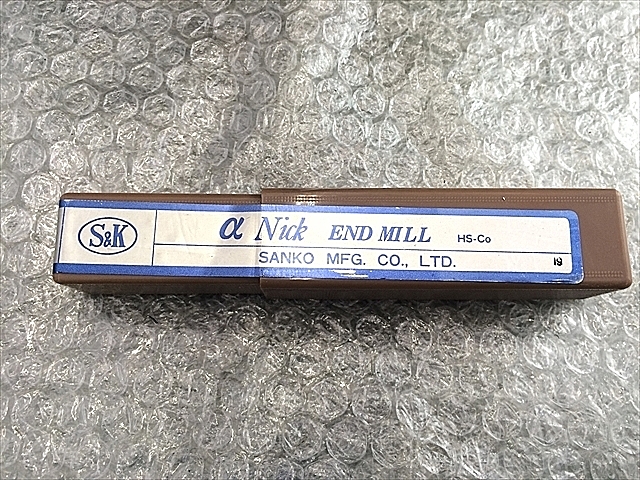 S&K
α Nick END MILL HS-Co
SANKO MFG. CO., LTD.
19